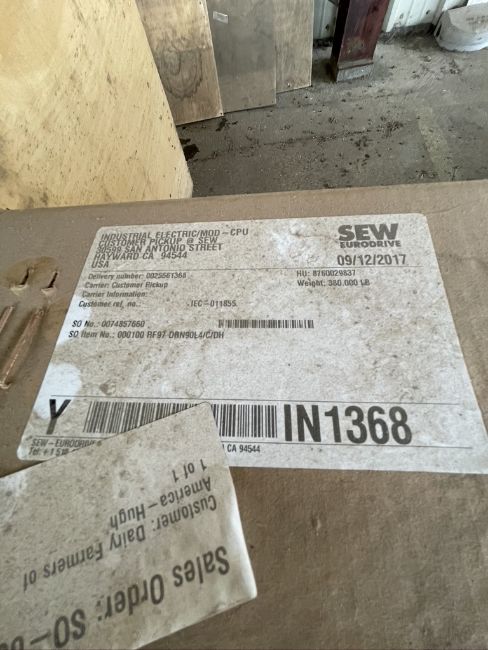 INDUSTRIAL ELECTRIC/MOD-CPU
CUSTOMER PICKUP @ SEW
30599 SAN ANTONIO STREET
HAYWARD CA 94544
USA
SEW
EURODRIVE
09/12/2017
Delivery number: 0025561368
HU: 8760029837
Carrier: Customer Pickup
Weight: 380.000 LB
Carrier Information:
Customer ref. no.: IEC-011855
SO No.: 0074857660
SO Item No.: 000100 RF97 DRN90L4/C/DH
Y
IN1368
SEW-EURODRIVE
CA 94544
Tel: +1 510
Sales Order: SO-
Customer: Dairy Farmers of
America-Hugh
1 of 1